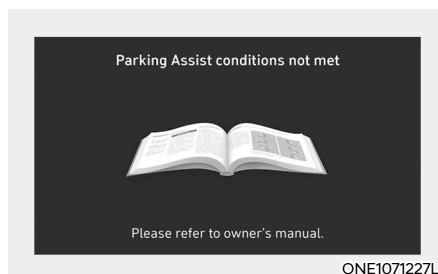 Parking Assist conditions not met
Please refer to owner's manual.
ONE1071227L